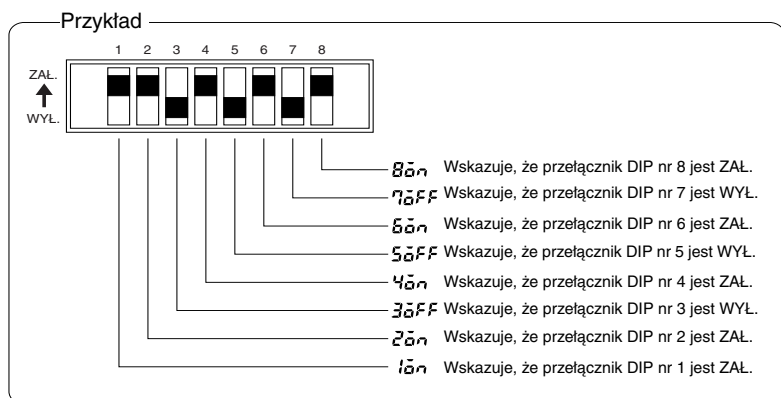 Przykład
1 2 3 4 5 6 7 8
ZAŁ.
WYŁ.
8on Wskazuje, że przełącznik DIP nr 8 jest ZAŁ.
7oFF Wskazuje, że przełącznik DIP nr 7 jest WYŁ.
6on Wskazuje, że przełącznik DIP nr 6 jest ZAŁ.
5oFF Wskazuje, że przełącznik DIP nr 5 jest WYŁ.
4on Wskazuje, że przełącznik DIP nr 4 jest ZAŁ.
3oFF Wskazuje, że przełącznik DIP nr 3 jest WYŁ.
2on Wskazuje, że przełącznik DIP nr 2 jest ZAŁ.
1on Wskazuje, że przełącznik DIP nr 1 jest ZAŁ.